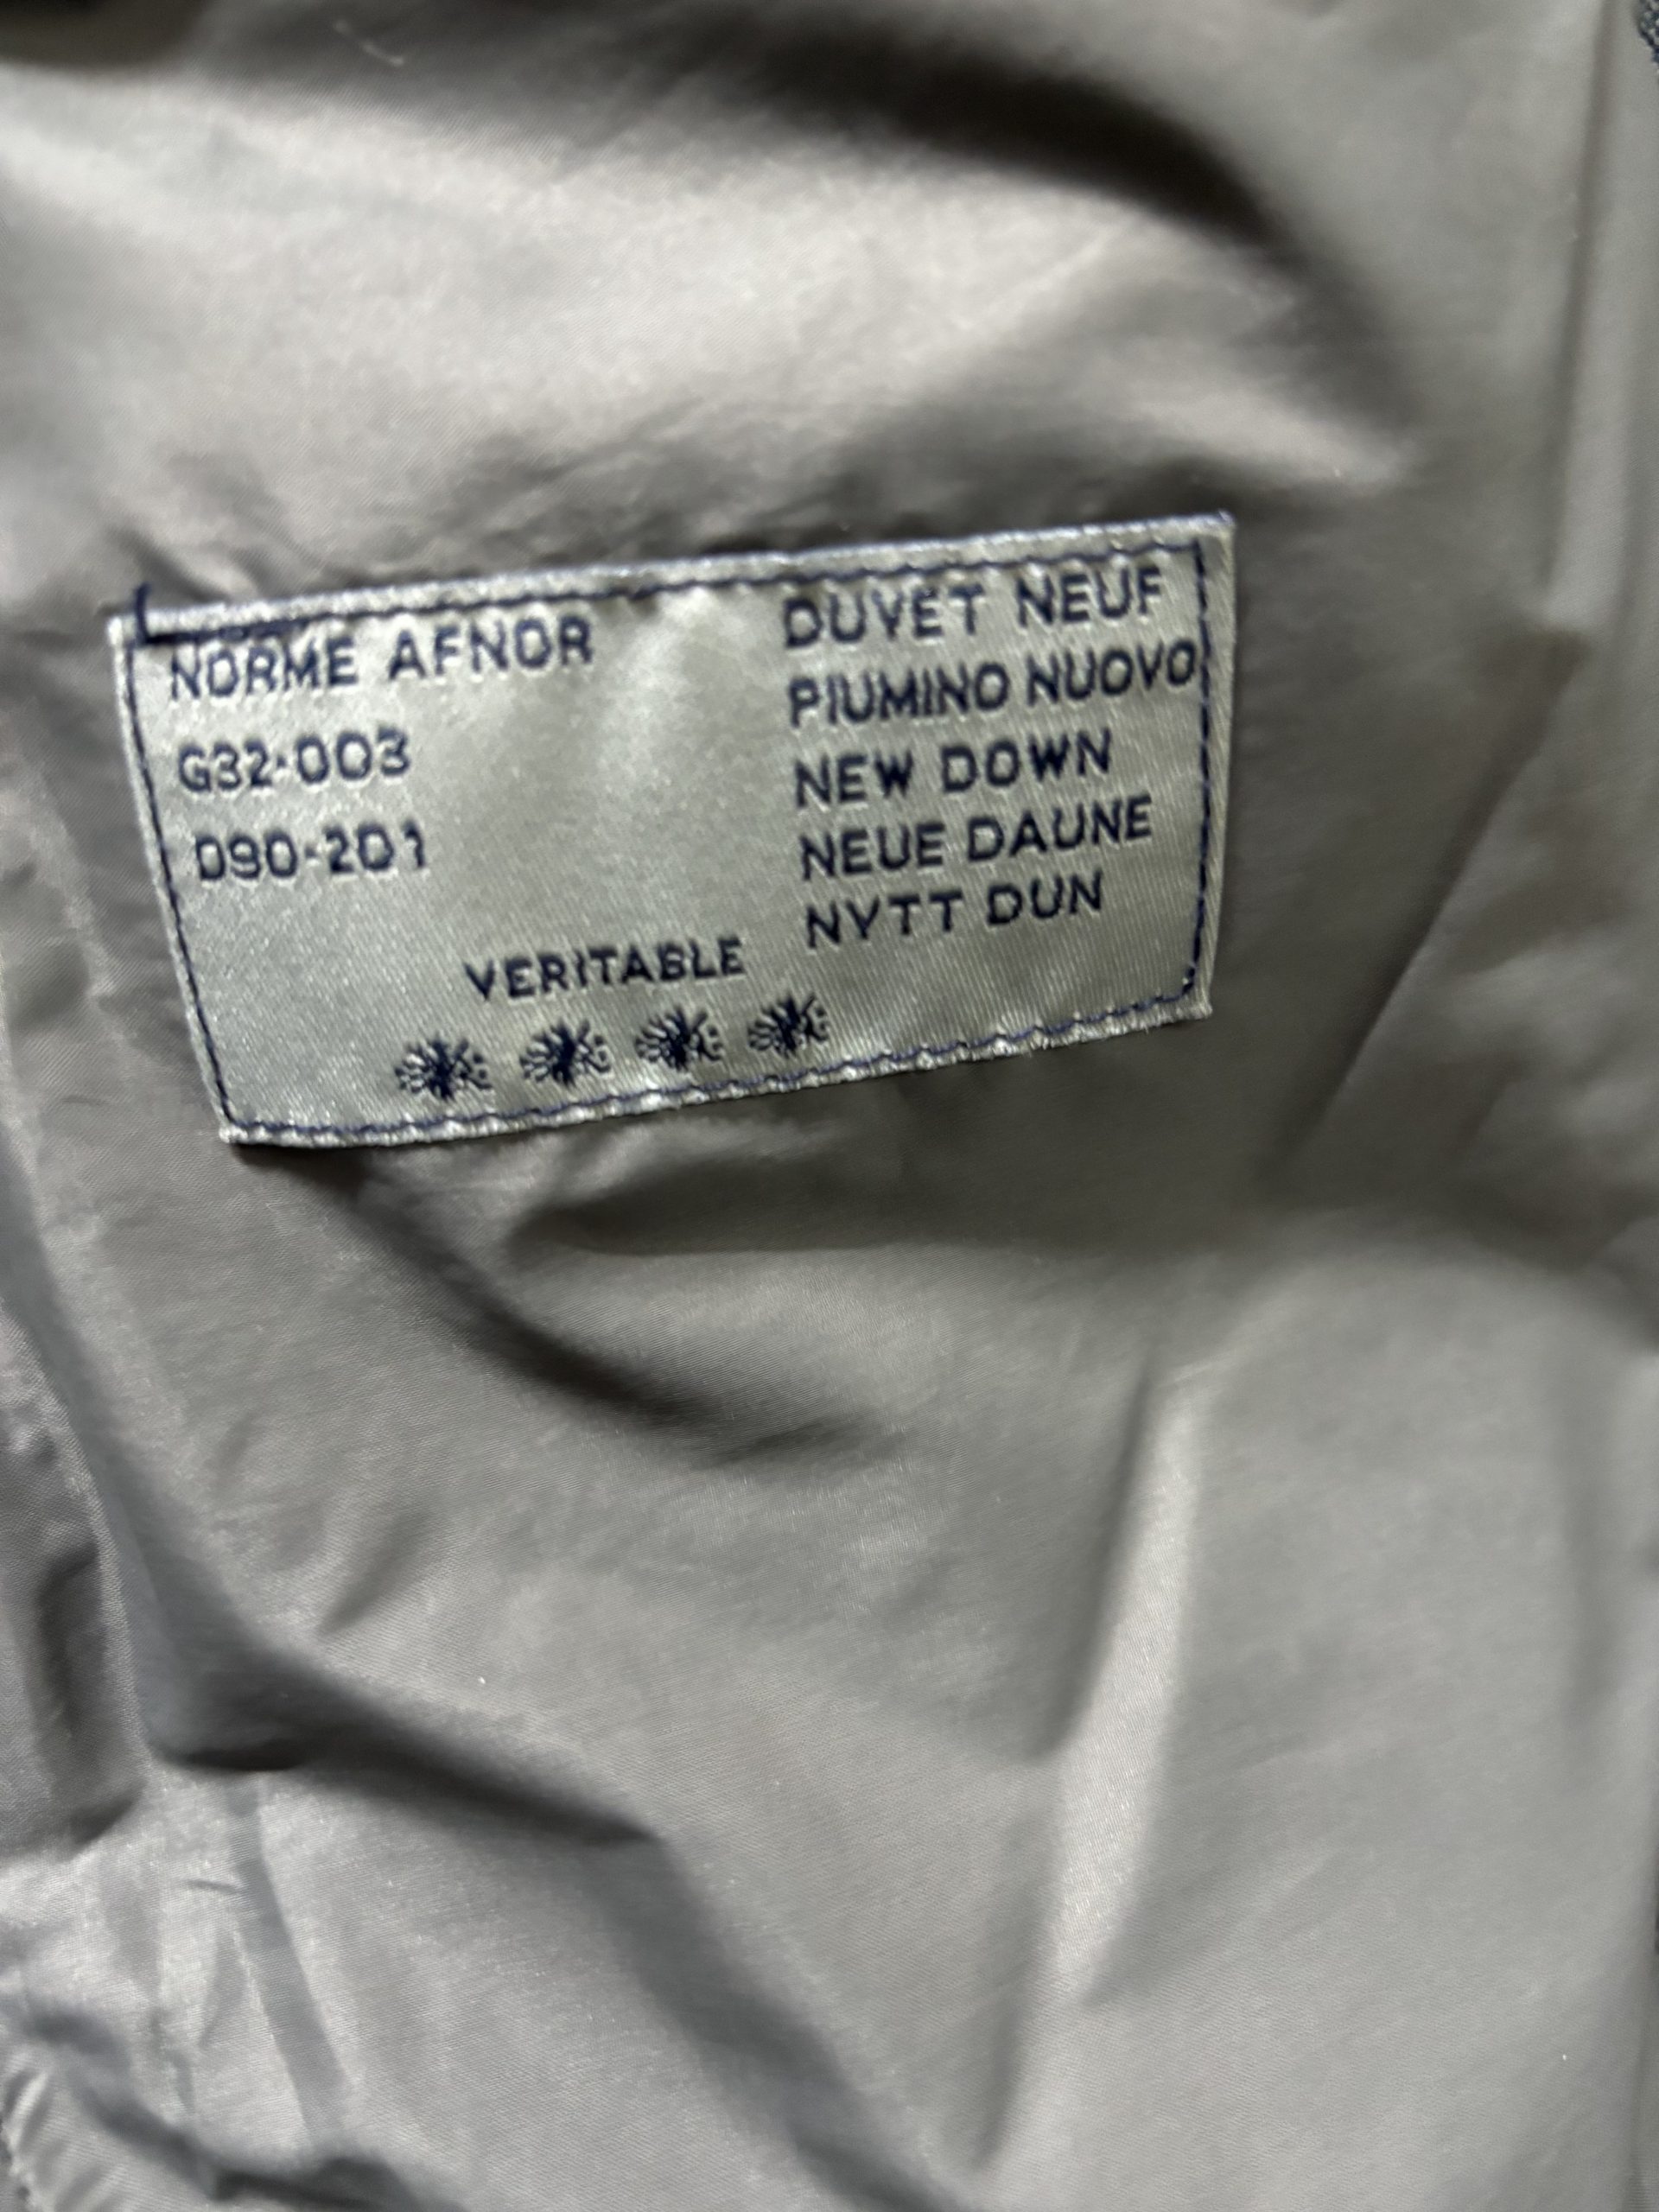 NORME AFNOR
G32-003
D90-201
DUVET NEUF
PIUMINO NUOVO
NEW DOWN
NEUE DAUNE
NYTT DUN
VERITABLE